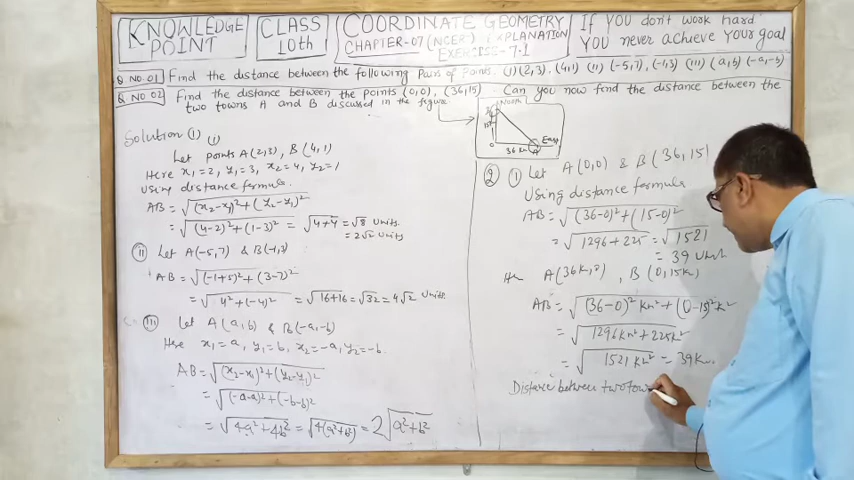 KNOWLEDGE POINT
CLASS 10th
COORDINATE GEOMETRY
CHAPTER-07 (NCERT) EXPLANATION
EXERCISE-7.1
If YOU don't work hard
YOU never achieve YOUR goal
Q NO 01 Find the distance between the following Pairs of points. (I) (2,3), (4,1) (II) (-5,7), (-1,3) (III) (a,b) (-a,-b)
Q NO 02 Find the distance between the points (0,0), (36,15). Can you now find the distance between the
two towns A and B discussed in the figure
North
East
36 Km
A
Solution (1) (i)
Let points A(2,3), B(4,1)
Here x₁=2, y₁=3, x₂=4, y₂=1
Using distance formula.
AB = √(x₂-x₁)²+(y₂-y₁)²
= √(4-2)²+(1-3)² = √4+4 = √8 Units.
= 2√2 Units
(II) Let A(-5,7) & B(-1,3)
AB = √(-1+5)²+(3-7)²
= √4²+(-4)² = √16+16 = √32 = 4√2 Units.
(III) Let A(a,b) & B(-a,-b)
Here x₁=a, y₁=b, x₂=-a, y₂=-b.
AB = √(x₂-x₁)²+(y₂-y₁)²
= √(-a-a)²+(-b-b)²
= √4a²+4b² = √4(a²+b²) = 2√a²+b²
(2) (1) Let A(0,0) & B(36,15)
Using distance formula
AB = √(36-0)²+(15-0)²
= √1296+225 = √1521
= 39 Units
A(36km,0), B(0,15km)
AB = √(36-0)² Km²+(0-15)² K
= √1296 km²+225 k²
= √1521 km² = 39 Km.
Distance between two tow